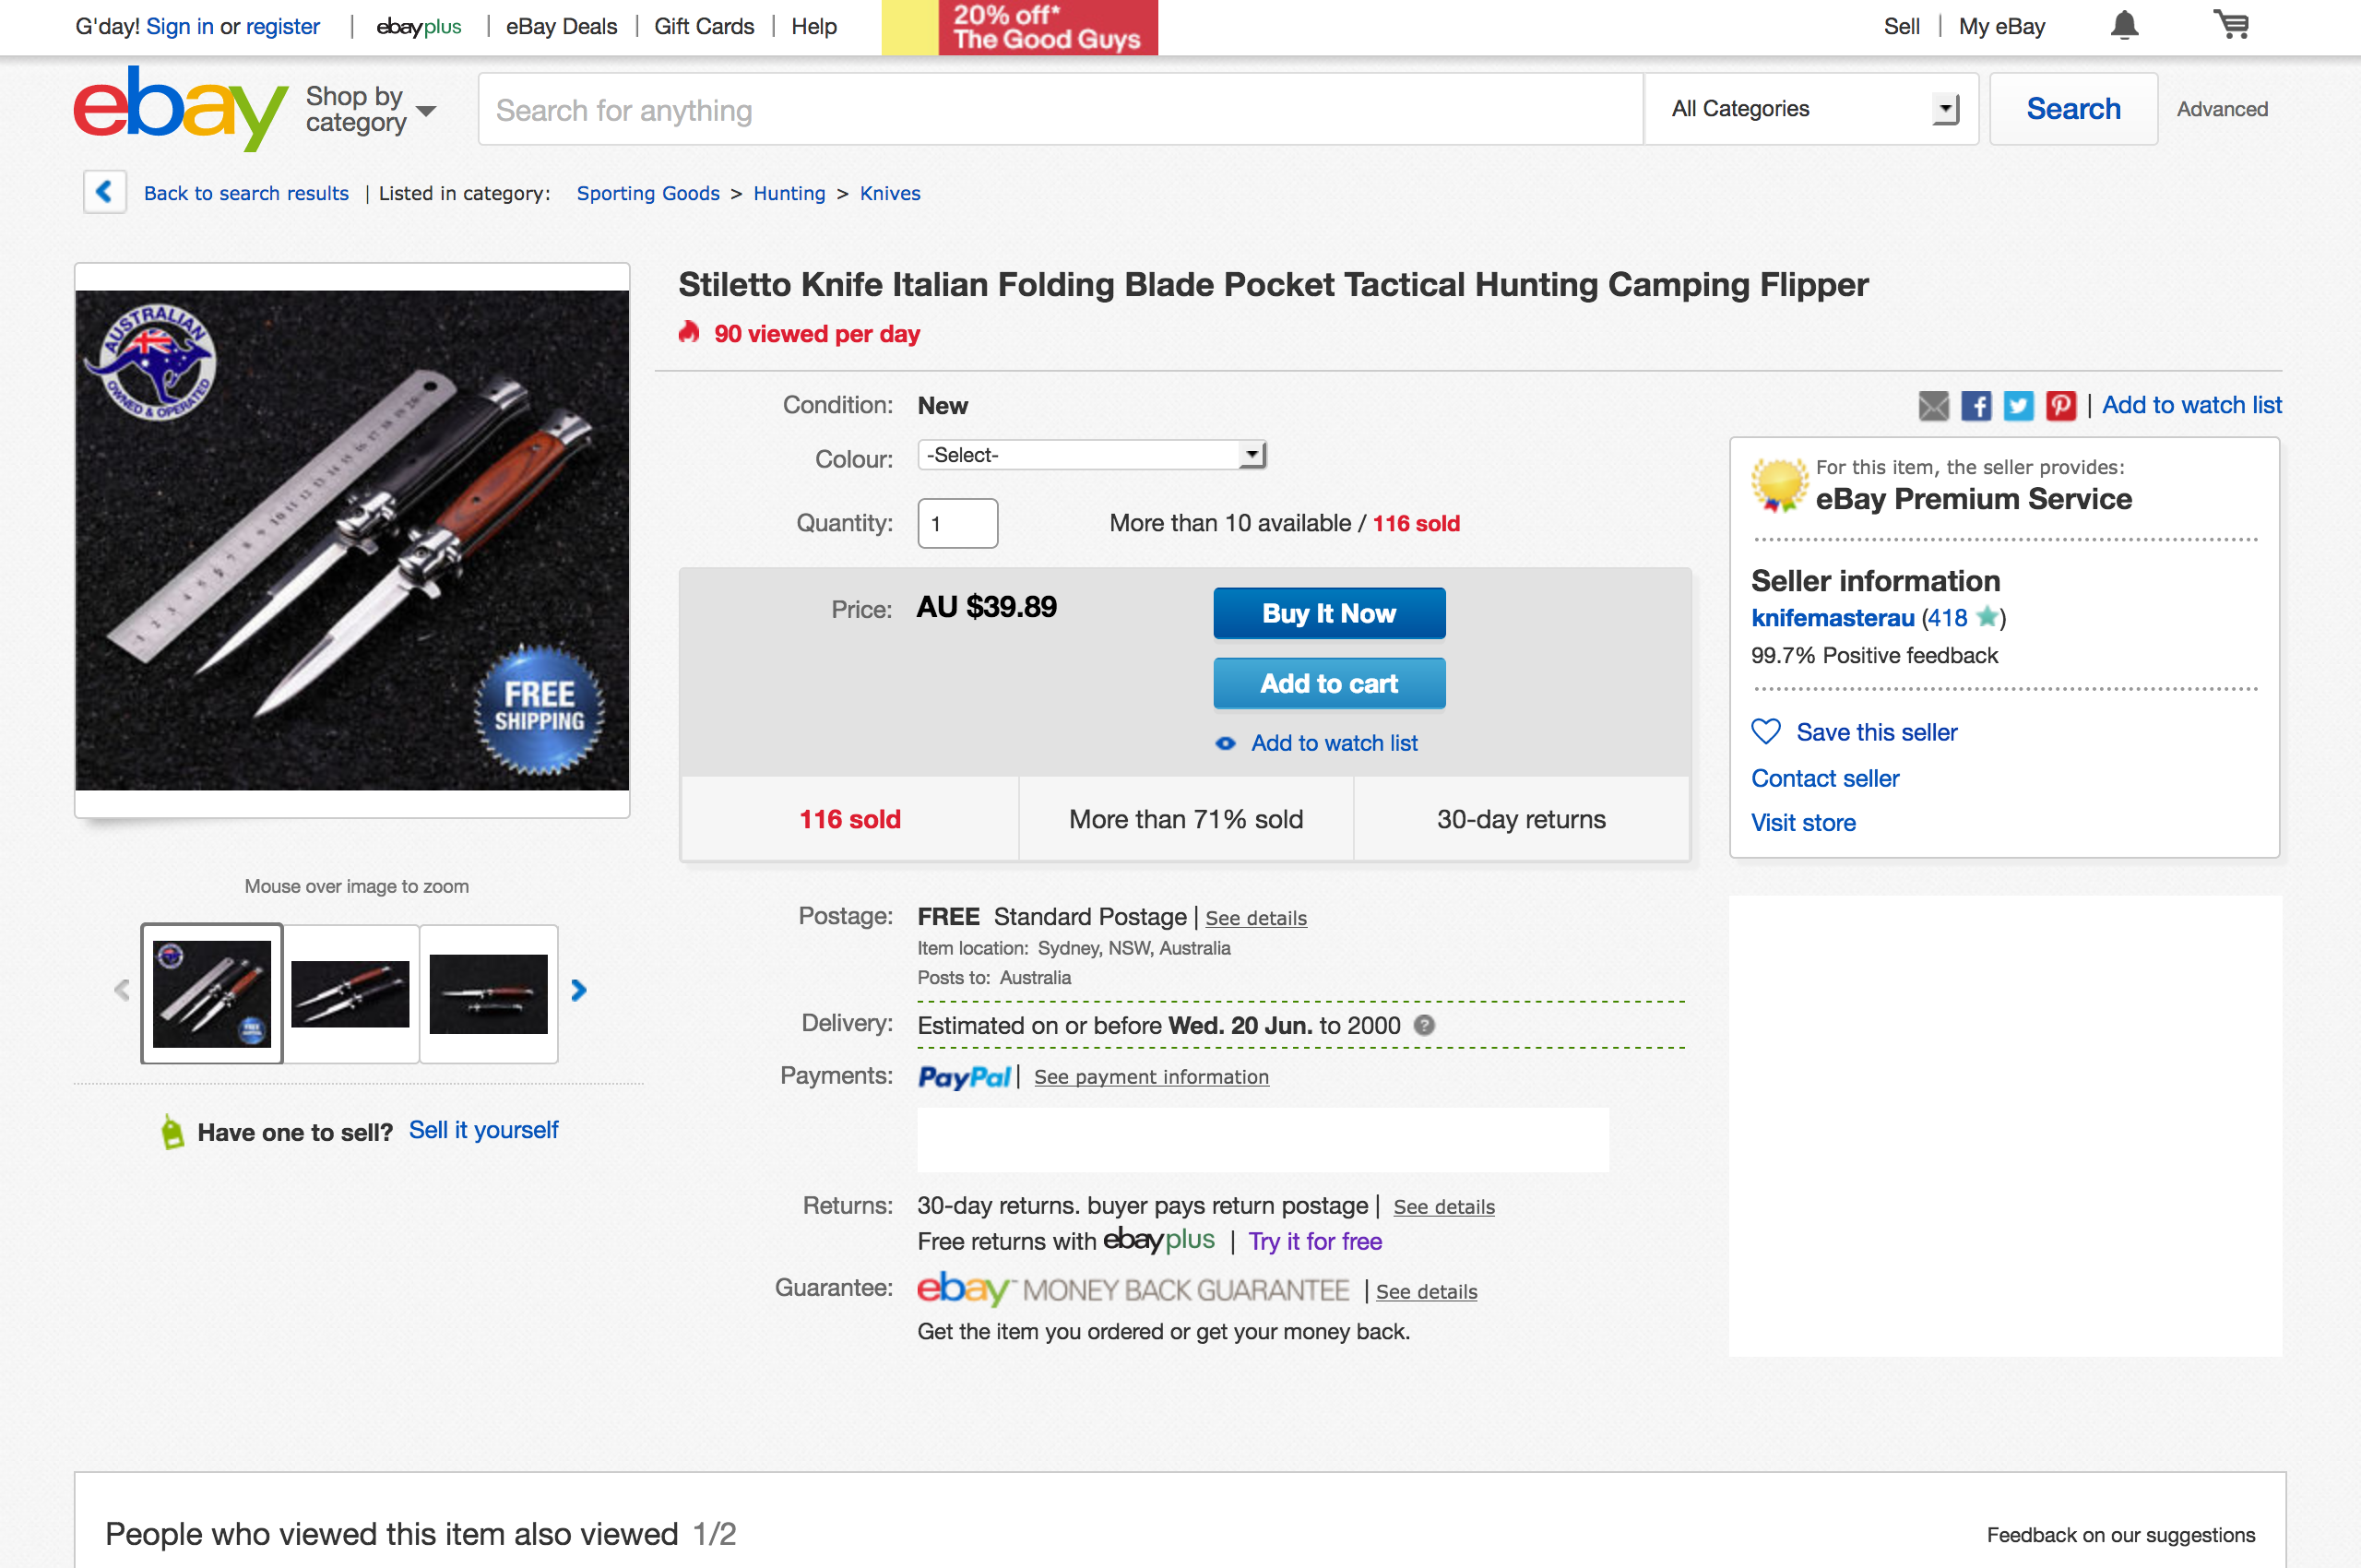 G'day! Sign in or register | ebayplus | eBay Deals | Gift Cards | Help
20% off*
The Good Guys
Sell | My eBay
ebay
Shop by
category
Search for anything
All Categories
Search
Advanced
Back to search results | Listed in category: Sporting Goods > Hunting > Knives
AUSTRALIAN
OWNED & OPERATED
FREE
SHIPPING
Mouse over image to zoom
Have one to sell? Sell it yourself
Stiletto Knife Italian Folding Blade Pocket Tactical Hunting Camping Flipper
90 viewed per day
Condition: New
Colour: -Select-
Quantity: 1 More than 10 available / 116 sold
Price: AU $39.89
Buy It Now
Add to cart
Add to watch list
116 sold More than 71% sold 30-day returns
Postage: FREE Standard Postage | See details
Item location: Sydney, NSW, Australia
Posts to: Australia
Delivery: Estimated on or before Wed. 20 Jun. to 2000 ?
Payments: PayPal | See payment information
Returns: 30-day returns. buyer pays return postage | See details
Free returns with ebayplus | Try it for free
Guarantee: ebay™ MONEY BACK GUARANTEE | See details
Get the item you ordered or get your money back.
| Add to watch list
For this item, the seller provides:
eBay Premium Service
Seller information
knifemasterau (418 ★)
99.7% Positive feedback
Save this seller
Contact seller
Visit store
People who viewed this item also viewed 1/2
Feedback on our suggestions